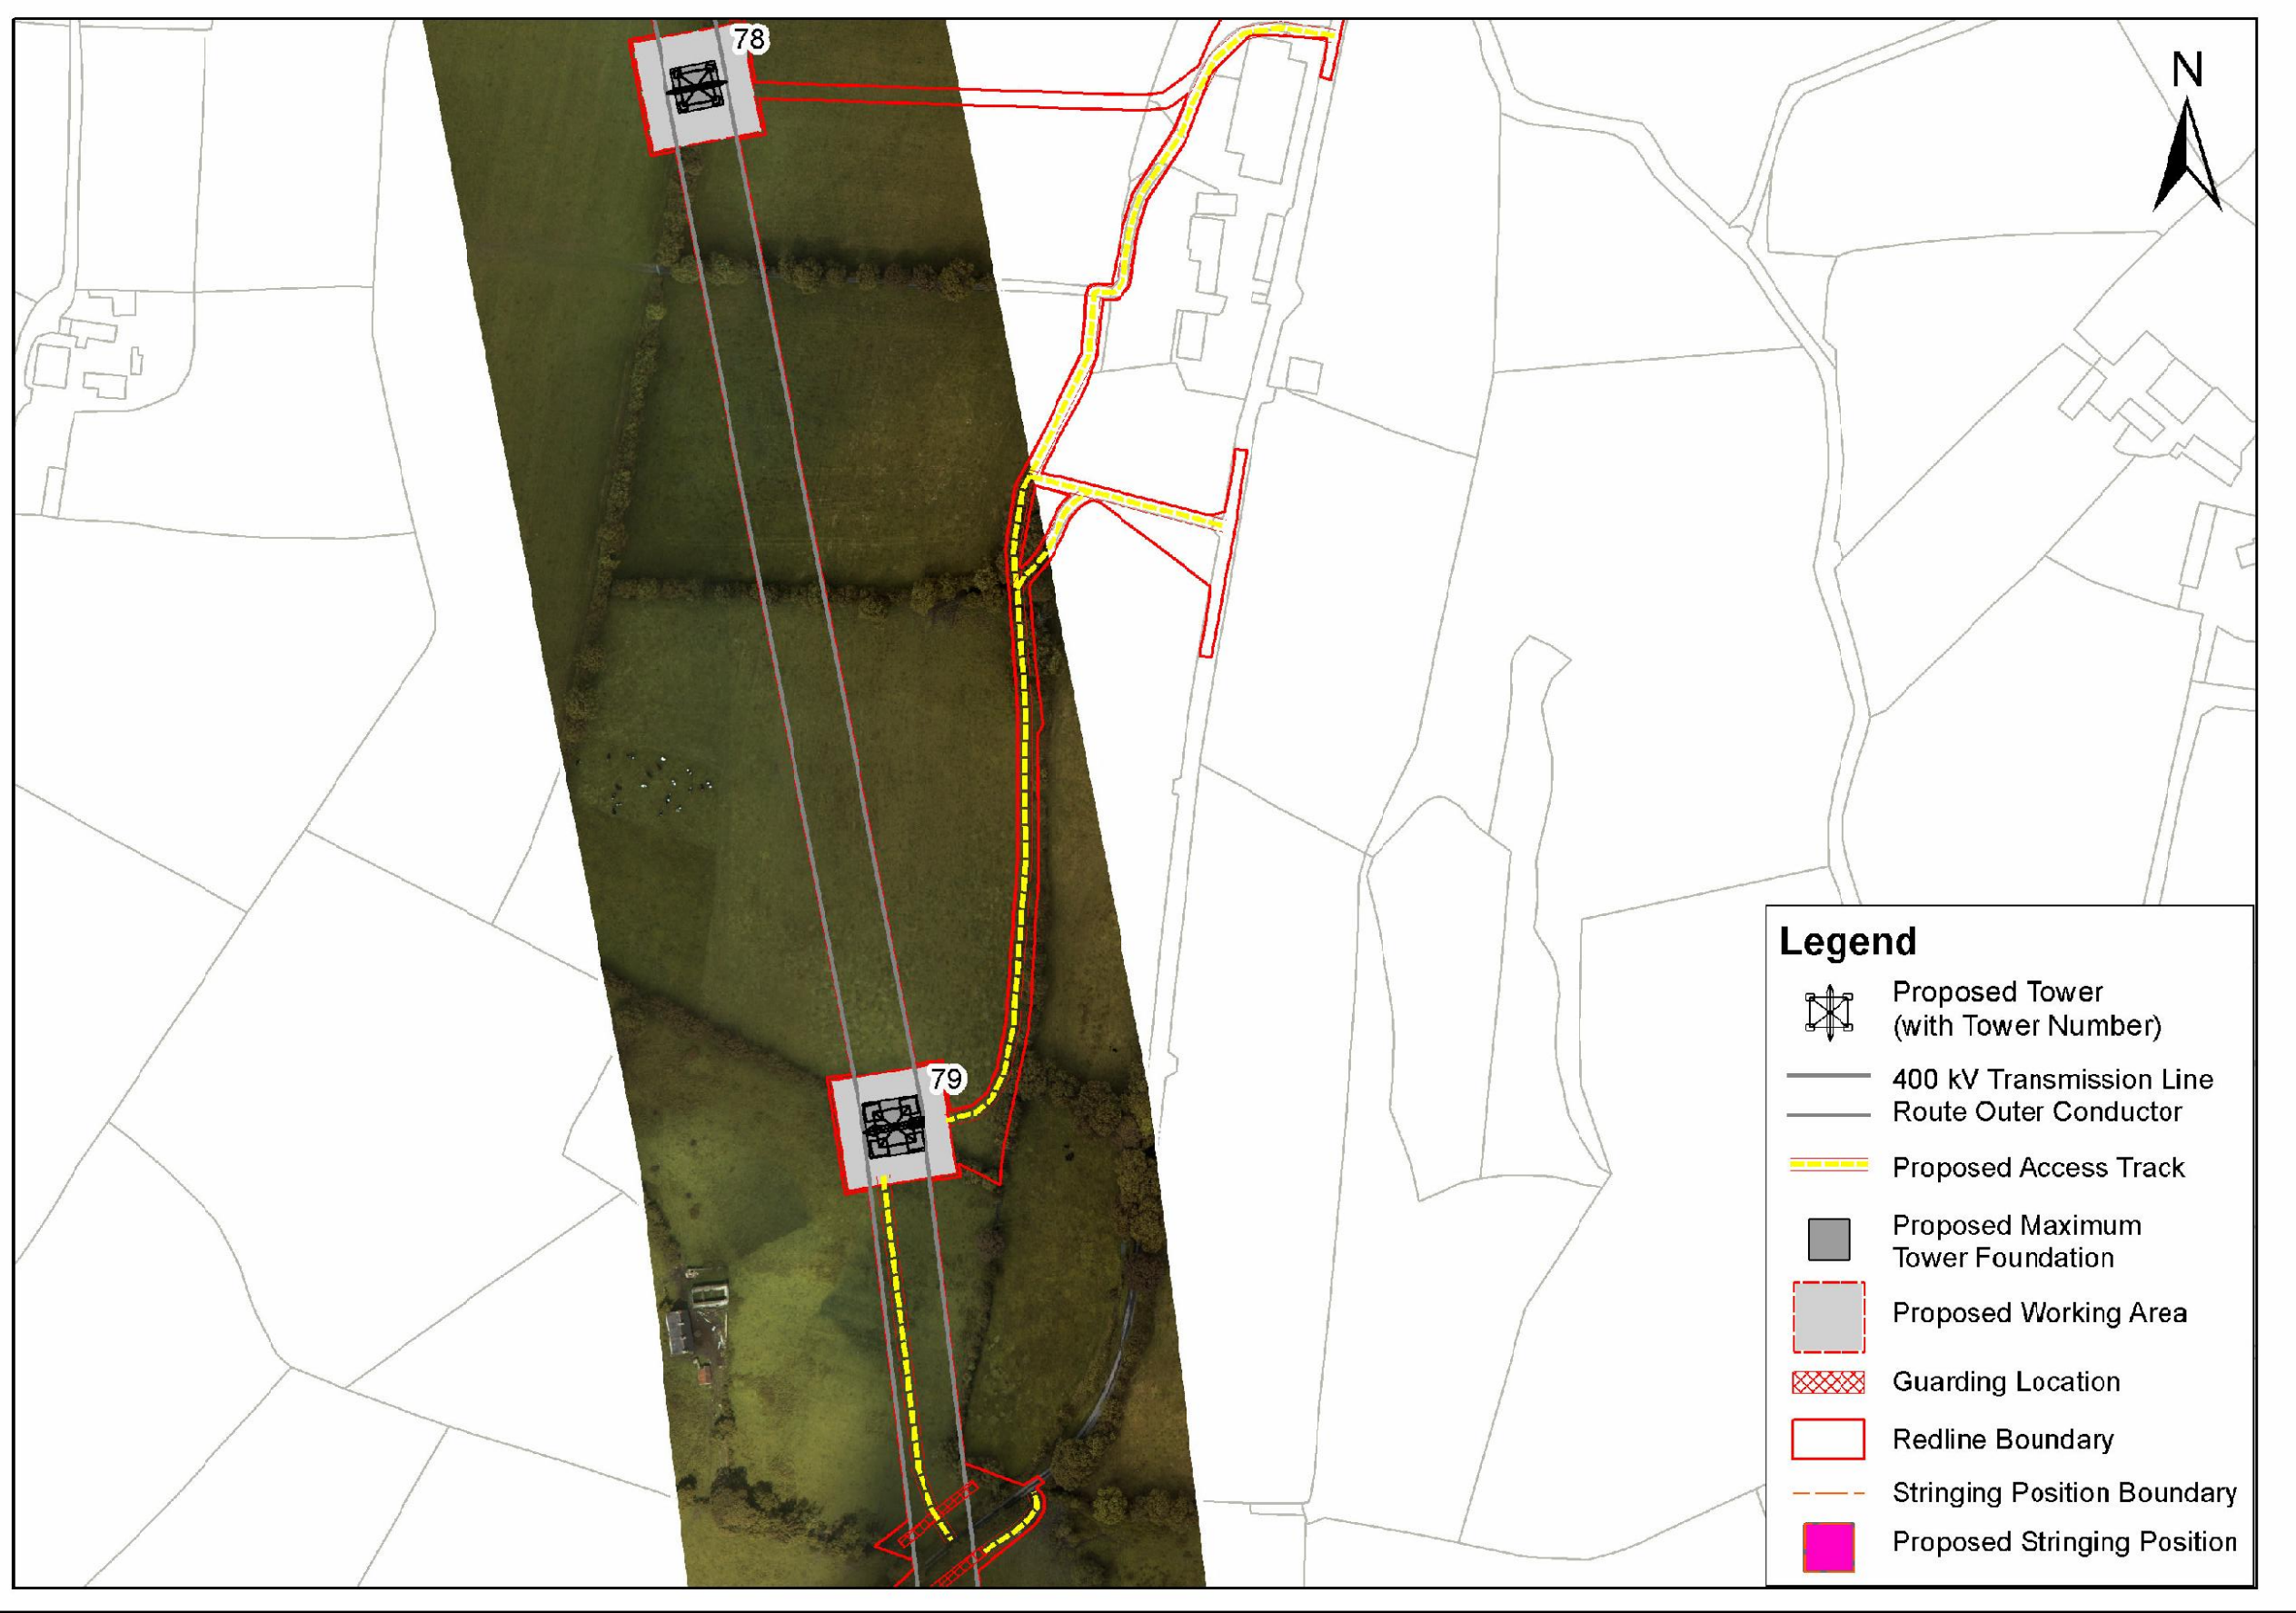 78
N
79
Legend
Proposed Tower
(with Tower Number)
400 kV Transmission Line
Route Outer Conductor
Proposed Access Track
Proposed Maximum
Tower Foundation
Proposed Working Area
Guarding Location
Redline Boundary
Stringing Position Boundary
Proposed Stringing Position